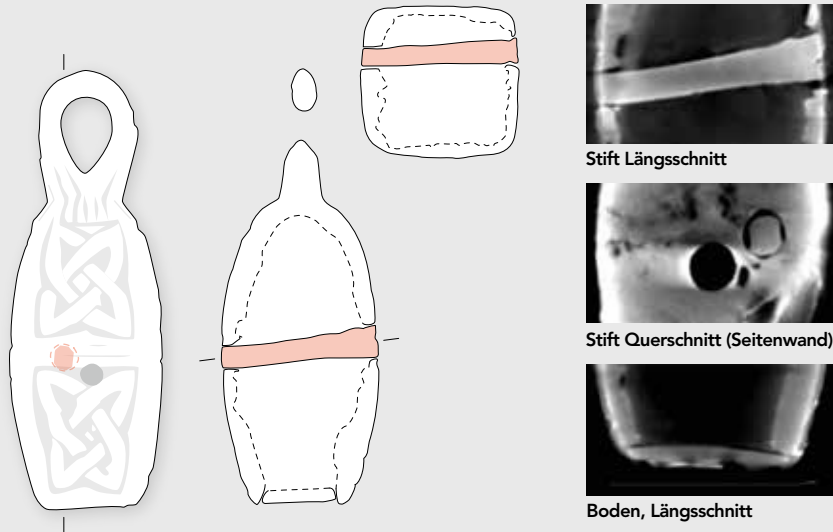 Stift Längsschnitt
Stift Querschnitt (Seitenwand)
Boden, Längsschnitt